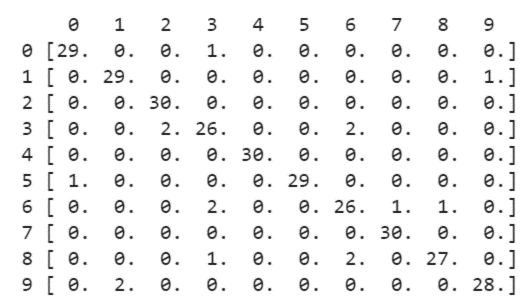 0 1 2 3 4 5 6 7 8 9
0 [29. 0. 0. 1. 0. 0. 0. 0. 0. 0.]
1 [ 0. 29. 0. 0. 0. 0. 0. 0. 0. 1.]
2 [ 0. 0. 30. 0. 0. 0. 0. 0. 0. 0.]
3 [ 0. 0. 2. 26. 0. 0. 2. 0. 0. 0.]
4 [ 0. 0. 0. 0. 30. 0. 0. 0. 0. 0.]
5 [ 1. 0. 0. 0. 0. 29. 0. 0. 0. 0.]
6 [ 0. 0. 0. 2. 0. 0. 26. 1. 1. 0.]
7 [ 0. 0. 0. 0. 0. 0. 0. 30. 0. 0.]
8 [ 0. 0. 0. 1. 0. 0. 2. 0. 27. 0.]
9 [ 0. 2. 0. 0. 0. 0. 0. 0. 0. 28.]